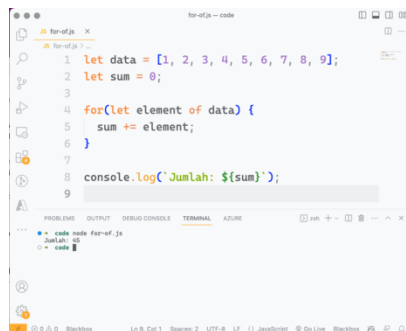 for-of.js — code
JS for-of.js ×
JS for-of.js > ...
1 let data = [1, 2, 3, 4, 5, 6, 7, 8, 9];
2 let sum = 0;
3
4 for(let element of data) {
5 sum += element;
6 }
7
8 console.log(`Jumlah: ${sum}`);
9
PROBLEMS OUTPUT DEBUG CONSOLE TERMINAL AZURE
zsh
code node for-of.js
Jumlah: 45
code
0 0 Blackbox Ln 9, Col 1 Spaces: 2 UTF-8 LF {} JavaScript Go Live Blackbox